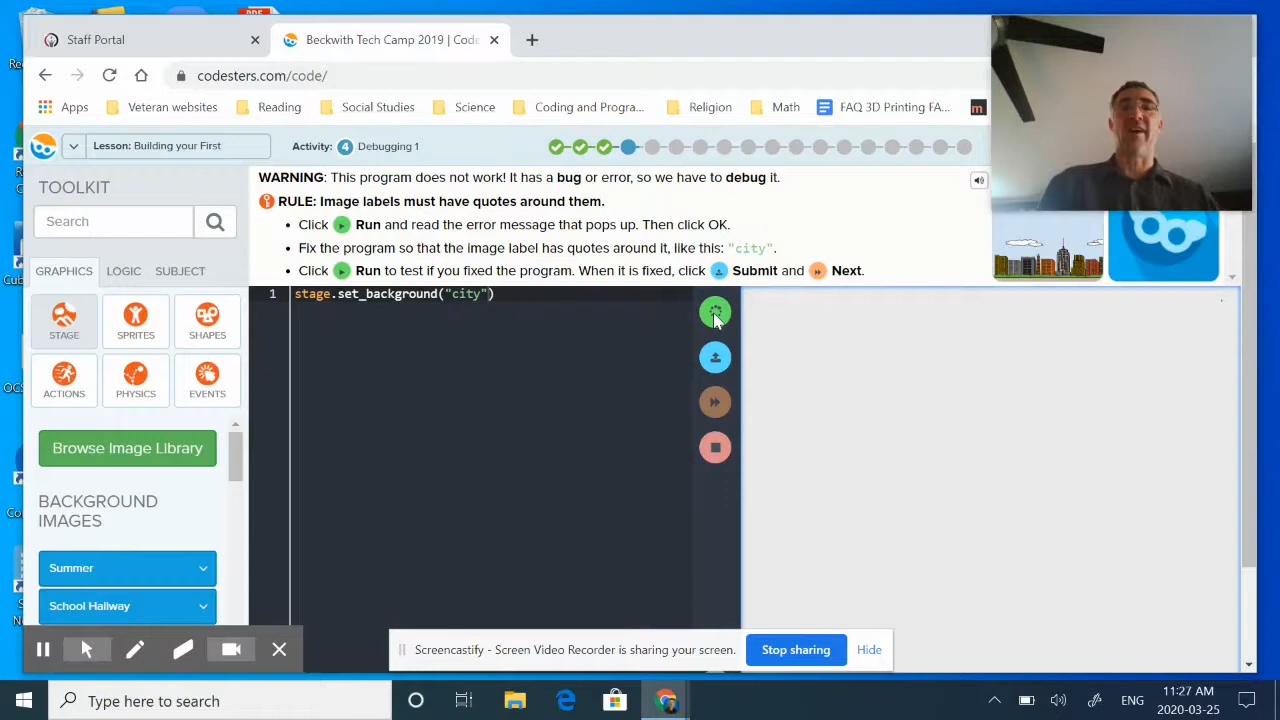 PDF
Staff Portal
Beckwith Tech Camp 2019 | Code
codesters.com/code/
Apps
Veteran websites
Reading
Social Studies
Science
Coding and Progra...
Religion
Math
FAQ 3D Printing FA...
m
Lesson: Building your First
Activity: 4 Debugging 1
TOOLKIT
Search
GRAPHICS LOGIC SUBJECT
STAGE
SPRITES
SHAPES
ACTIONS
PHYSICS
EVENTS
Browse Image Library
BACKGROUND
IMAGES
Summer
School Hallway
WARNING: This program does not work! It has a bug or error, so we have to debug it.
RULE: Image labels must have quotes around them.
Click Run and read the error message that pops up. Then click OK.
Fix the program so that the image label has quotes around it, like this: "city".
Click Run to test if you fixed the program. When it is fixed, click Submit and Next.
1 stage.set_background("city")
Screencastify - Screen Video Recorder is sharing your screen.
Stop sharing
Hide
Type here to search
ENG
11:27 AM
2020-03-25